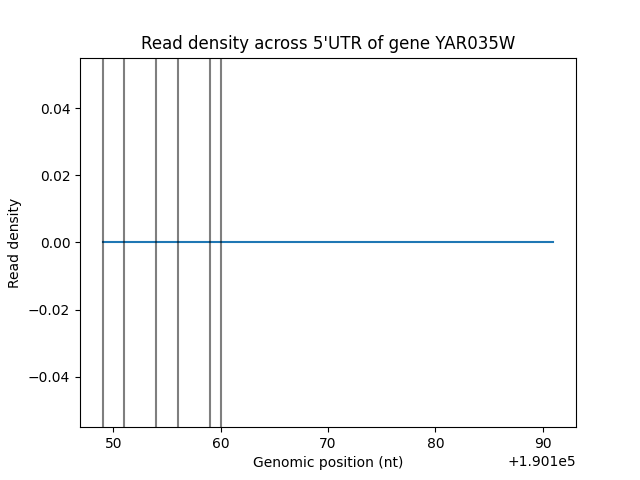 Read density across 5'UTR of gene YAR035W
0.04
0.02
0.00
−0.02
−0.04
Read density
50 60 70 80 90
+1.901e5
Genomic position (nt)